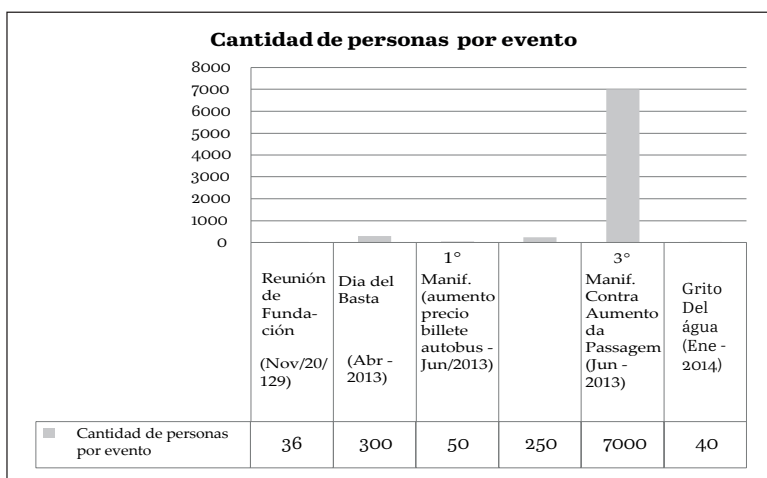 Cantidad de personas por evento
8000
7000
6000
5000
4000
3000
2000
1000
0
Reunión
de
Funda-
ción
(Nov/20/
129)
Dia del
Basta
(Abr -
2013)
1°
Manif.
(aumento
precio
billete
autobus -
Jun/2013)
3°
Manif.
Contra
Aumento
da
Passagem
(Jun -
2013)
Grito
Del
água
(Ene -
2014)
Cantidad de personas
por evento
36 300 50 250 7000 40